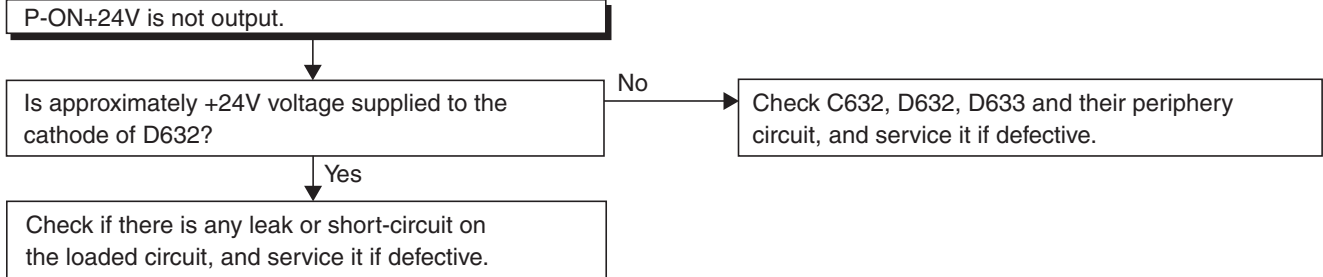 P-ON+24V is not output.
Is approximately +24V voltage supplied to the
cathode of D632?
No
Check C632, D632, D633 and their periphery
circuit, and service it if defective.
Yes
Check if there is any leak or short-circuit on
the loaded circuit, and service it if defective.